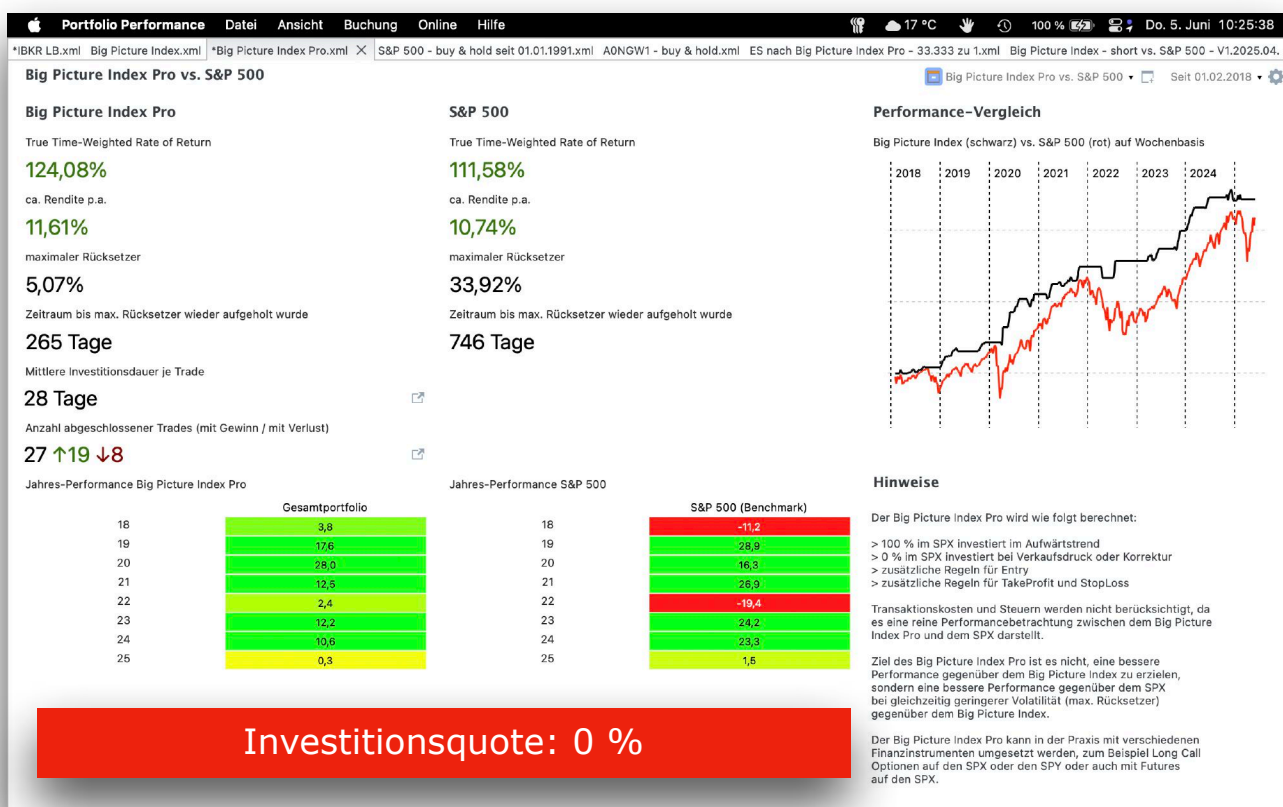 Portfolio Performance Datei Ansicht Buchung Online Hilfe 17 °C 100 % Do. 5. Juni 10:25:38
*IBKR LB.xml Big Picture Index.xml *Big Picture Index Pro.xml S&P 500 - buy & hold seit 01.01.1991.xml A0NGW1 - buy & hold.xml ES nach Big Picture Index Pro - 33.333 zu 1.xml Big Picture Index - short vs. S&P 500 - V1.2025.04.
Big Picture Index Pro vs. S&P 500
Big Picture Index Pro vs. S&P 500 Seit 01.02.2018
Big Picture Index Pro
True Time-Weighted Rate of Return
124,08%
ca. Rendite p.a.
11,61%
maximaler Rücksetzer
5,07%
Zeitraum bis max. Rücksetzer wieder aufgeholt wurde
265 Tage
Mittlere Investitionsdauer je Trade
28 Tage
Anzahl abgeschlossener Trades (mit Gewinn / mit Verlust)
27 ↑19 ↓8
S&P 500
True Time-Weighted Rate of Return
111,58%
ca. Rendite p.a.
10,74%
maximaler Rücksetzer
33,92%
Zeitraum bis max. Rücksetzer wieder aufgeholt wurde
746 Tage
Performance-Vergleich
Big Picture Index (schwarz) vs. S&P 500 (rot) auf Wochenbasis
2018 2019 2020 2021 2022 2023 2024
Jahres-Performance Big Picture Index Pro
Gesamtportfolio
18 3,8
19 17,6
20 28,0
21 12,5
22 2,4
23 12,2
24 10,6
25 0,3
Jahres-Performance S&P 500
S&P 500 (Benchmark)
18 -11,2
19 28,9
20 16,3
21 26,9
22 -19,4
23 24,2
24 23,3
25 1,5
Hinweise
Der Big Picture Index Pro wird wie folgt berechnet:
> 100 % im SPX investiert im Aufwärtstrend
> 0 % im SPX investiert bei Verkaufsdruck oder Korrektur
> zusätzliche Regeln für Entry
> zusätzliche Regeln für TakeProfit und StopLoss
Transaktionskosten und Steuern werden nicht berücksichtigt, da
es eine reine Performancebetrachtung zwischen dem Big Picture
Index Pro und dem SPX darstellt.
Ziel des Big Picture Index Pro ist es nicht, eine bessere
Performance gegenüber dem Big Picture Index zu erzielen,
sondern eine bessere Performance gegenüber dem SPX
bei gleichzeitig geringerer Volatilität (max. Rücksetzer)
gegenüber dem Big Picture Index.
Der Big Picture Index Pro kann in der Praxis mit verschiedenen
Finanzinstrumenten umgesetzt werden, zum Beispiel Long Call
Optionen auf den SPX oder den SPY oder auch mit Futures
auf den SPX.
Investitionsquote: 0 %